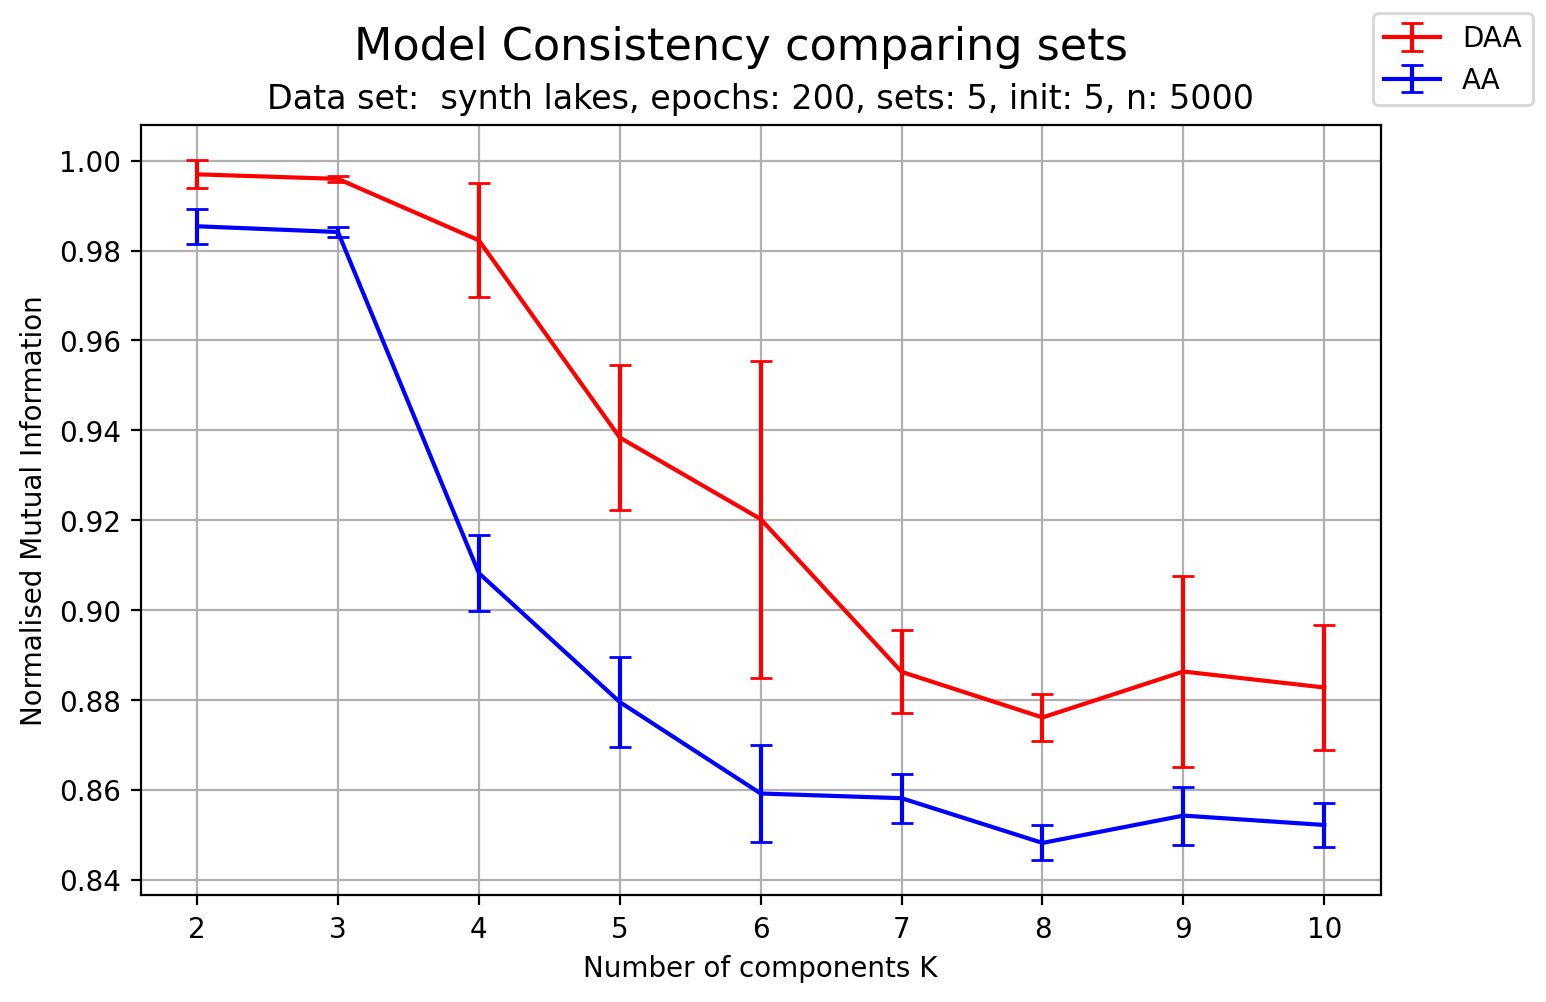 Model Consistency comparing sets
Data set:  synth lakes, epochs: 200, sets: 5, init: 5, n: 5000
DAA
AA
Normalised Mutual Information
1.00
0.98
0.96
0.94
0.92
0.90
0.88
0.86
0.84
2 3 4 5 6 7 8 9 10
Number of components K